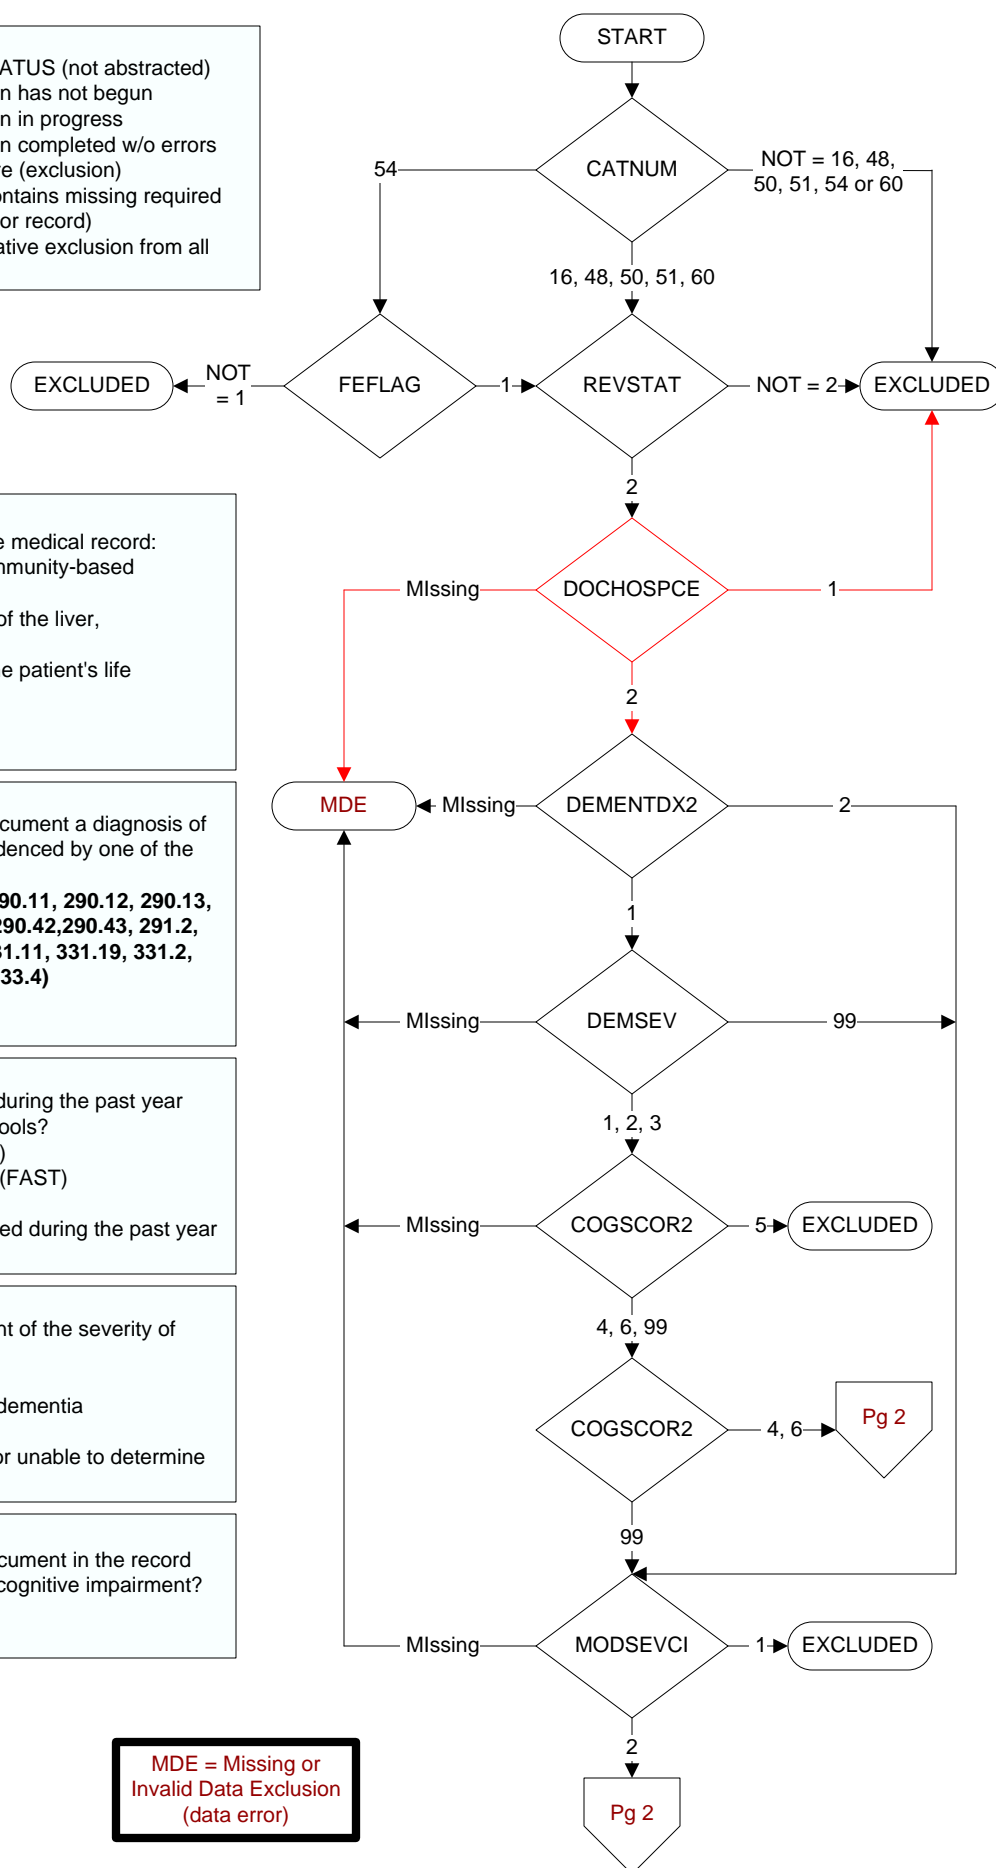 START
ATUS (not abstracted)
n has not begun
n in progress
n completed w/o errors
e (exclusion)
ontains missing required
or record)
ative exclusion from all
54
CATNUM
NOT = 16, 48,
50, 51, 54 or 60
16, 48, 50, 51, 60
EXCLUDED
NOT
= 1
FEFLAG
1
REVSTAT
NOT = 2
EXCLUDED
2
e medical record:
mmunity-based
of the liver,
e patient's life
MIssing
DOCHOSPCE
1
2
MDE
MIssing
DEMENTDX2
2
cument a diagnosis of
denced by one of the
90.11, 290.12, 290.13,
290.42,290.43, 291.2,
31.11, 331.19, 331.2,
33.4)
1
MIssing
DEMSEV
99
during the past year
ools?
)
(FAST)
ed during the past year
1, 2, 3
MIssing
COGSCOR2
5
EXCLUDED
4, 6, 99
nt of the severity of
dementia
or unable to determine
COGSCOR2
4, 6
Pg 2
99
cument in the record
cognitive impairment?
MIssing
MODSEVCI
1
EXCLUDED
2
MDE = Missing or
Invalid Data Exclusion
(data error)
Pg 2